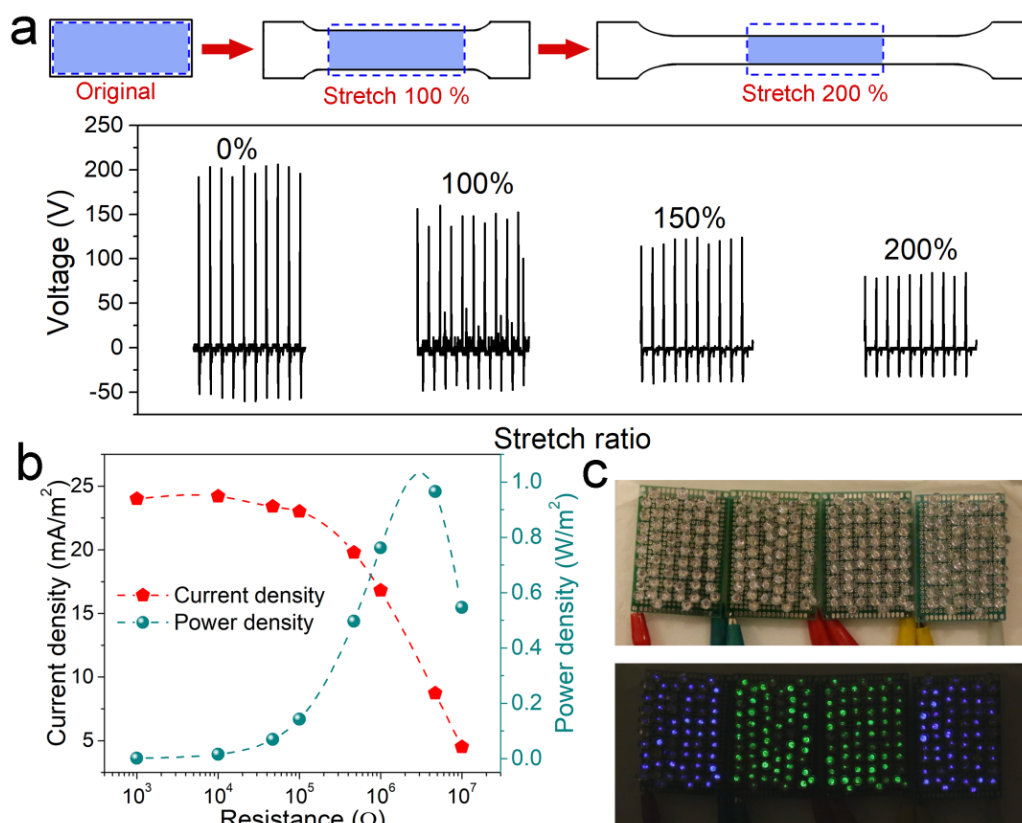 a
Original
Stretch 100 %
Stretch 200 %
250
200
150
100
50
0
-50
Voltage (V)
0%
100%
150%
200%
Stretch ratio
b
25
20
15
10
5
Current density (mA/m²)
Current density
Power density
1.0
0.8
0.6
0.4
0.2
0.0
Power density (W/m²)
10³
10⁴
10⁵
10⁶
10⁷
Resistance (Ω)
c